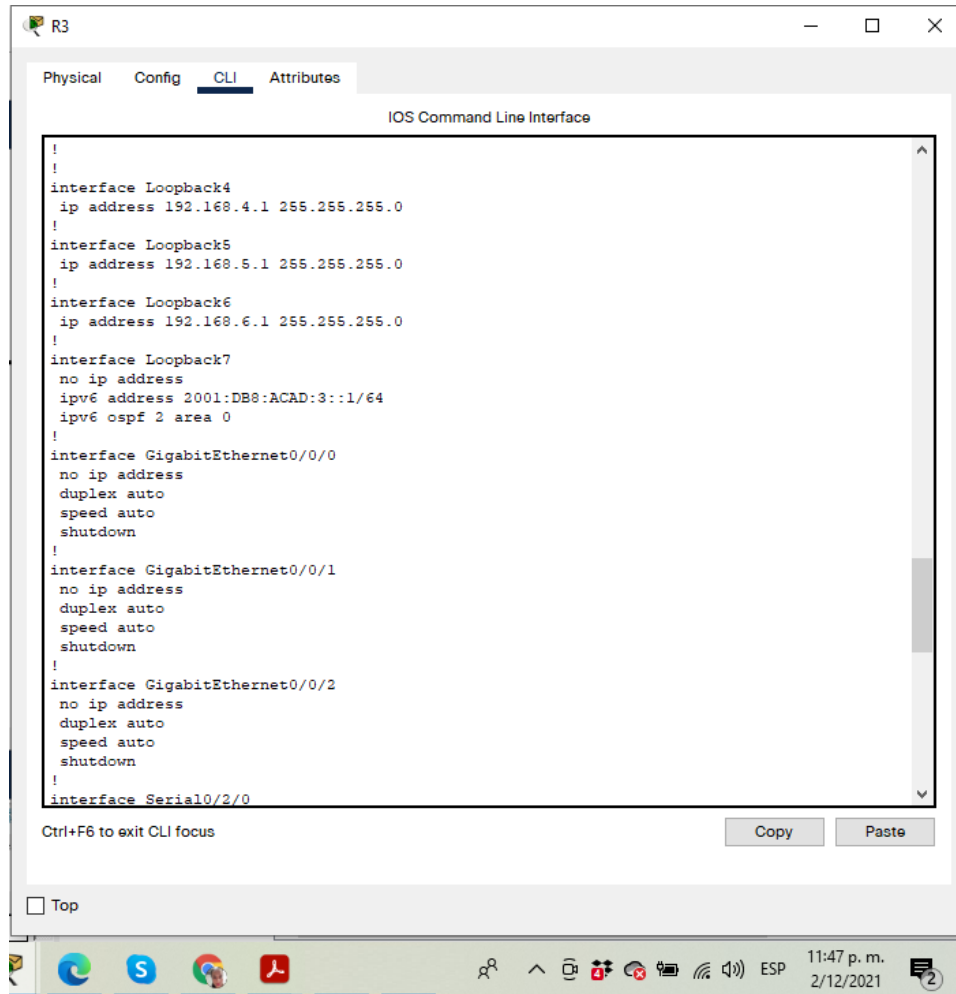 R3
Physical Config CLI Attributes
IOS Command Line Interface
!
!
interface Loopback4
 ip address 192.168.4.1 255.255.255.0
!
interface Loopback5
 ip address 192.168.5.1 255.255.255.0
!
interface Loopback6
 ip address 192.168.6.1 255.255.255.0
!
interface Loopback7
 no ip address
 ipv6 address 2001:DB8:ACAD:3::1/64
 ipv6 ospf 2 area 0
!
interface GigabitEthernet0/0/0
 no ip address
 duplex auto
 speed auto
 shutdown
!
interface GigabitEthernet0/0/1
 no ip address
 duplex auto
 speed auto
 shutdown
!
interface GigabitEthernet0/0/2
 no ip address
 duplex auto
 speed auto
 shutdown
!
interface Serial0/2/0
Ctrl+F6 to exit CLI focus
Copy Paste
Top
S 4 ESP 11:47 p. m.
2/12/2021 2